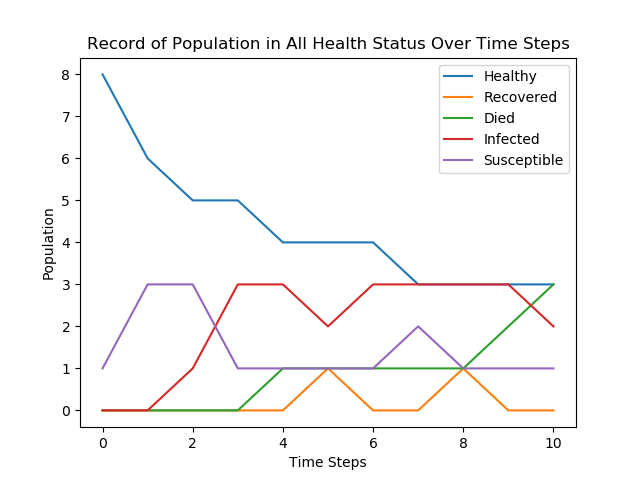 Record of Population in All Health Status Over Time Steps
8
7
6
5
4
3
2
1
0
Population
Healthy
Recovered
Died
Infected
Susceptible
0 2 4 6 8 10
Time Steps